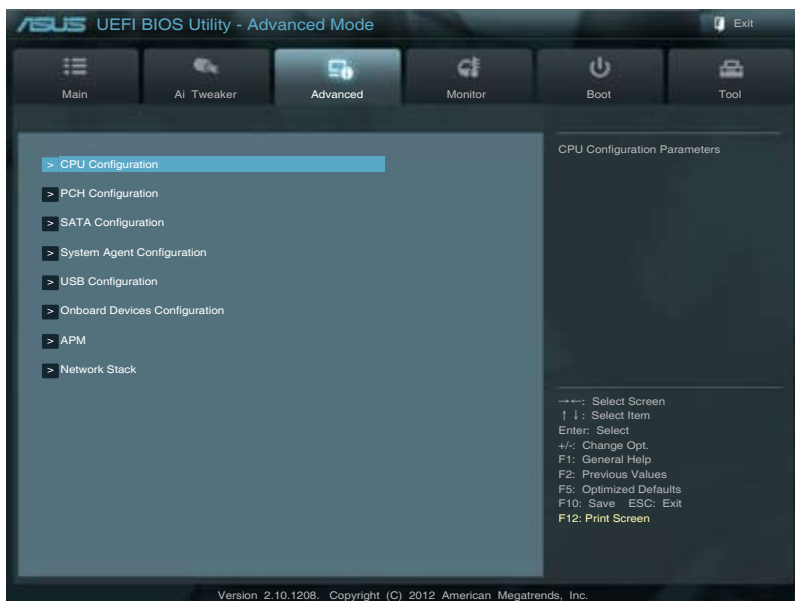 ASUS UEFI BIOS Utility - Advanced Mode
Exit
Main
Ai Tweaker
Advanced
Monitor
Boot
Tool
> CPU Configuration
> PCH Configuration
> SATA Configuration
> System Agent Configuration
> USB Configuration
> Onboard Devices Configuration
> APM
> Network Stack
CPU Configuration Parameters
→←: Select Screen
↑↓: Select Item
Enter: Select
+/-: Change Opt.
F1: General Help
F2: Previous Values
F5: Optimized Defaults
F10: Save ESC: Exit
F12: Print Screen
Version 2.10.1208. Copyright (C) 2012 American Megatrends, Inc.